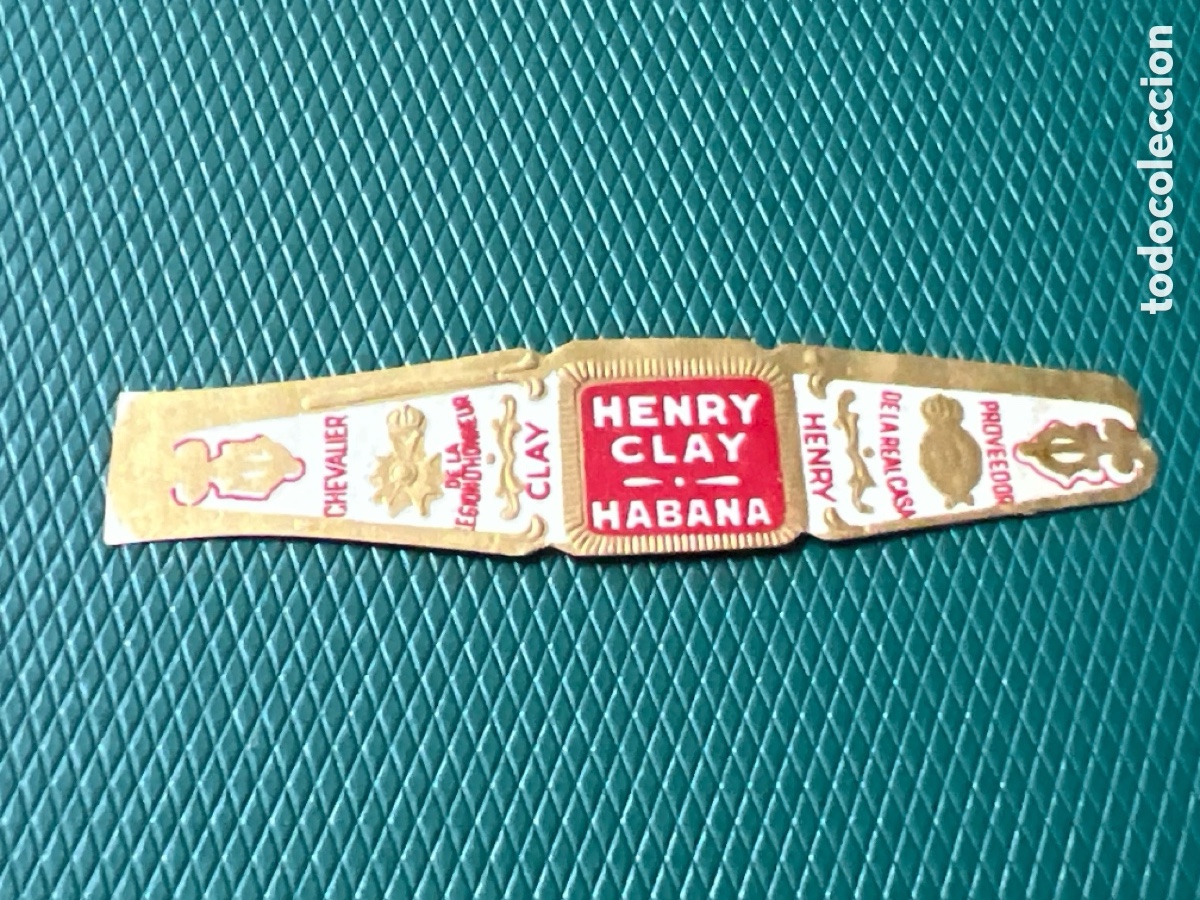 CHEVALIER
DE LA
LEGION D'HONNEUR
CLAY
HENRY
CLAY
HABANA
HENRY
DE LA REAL CASA
PROVEEDOR
todocoleccion